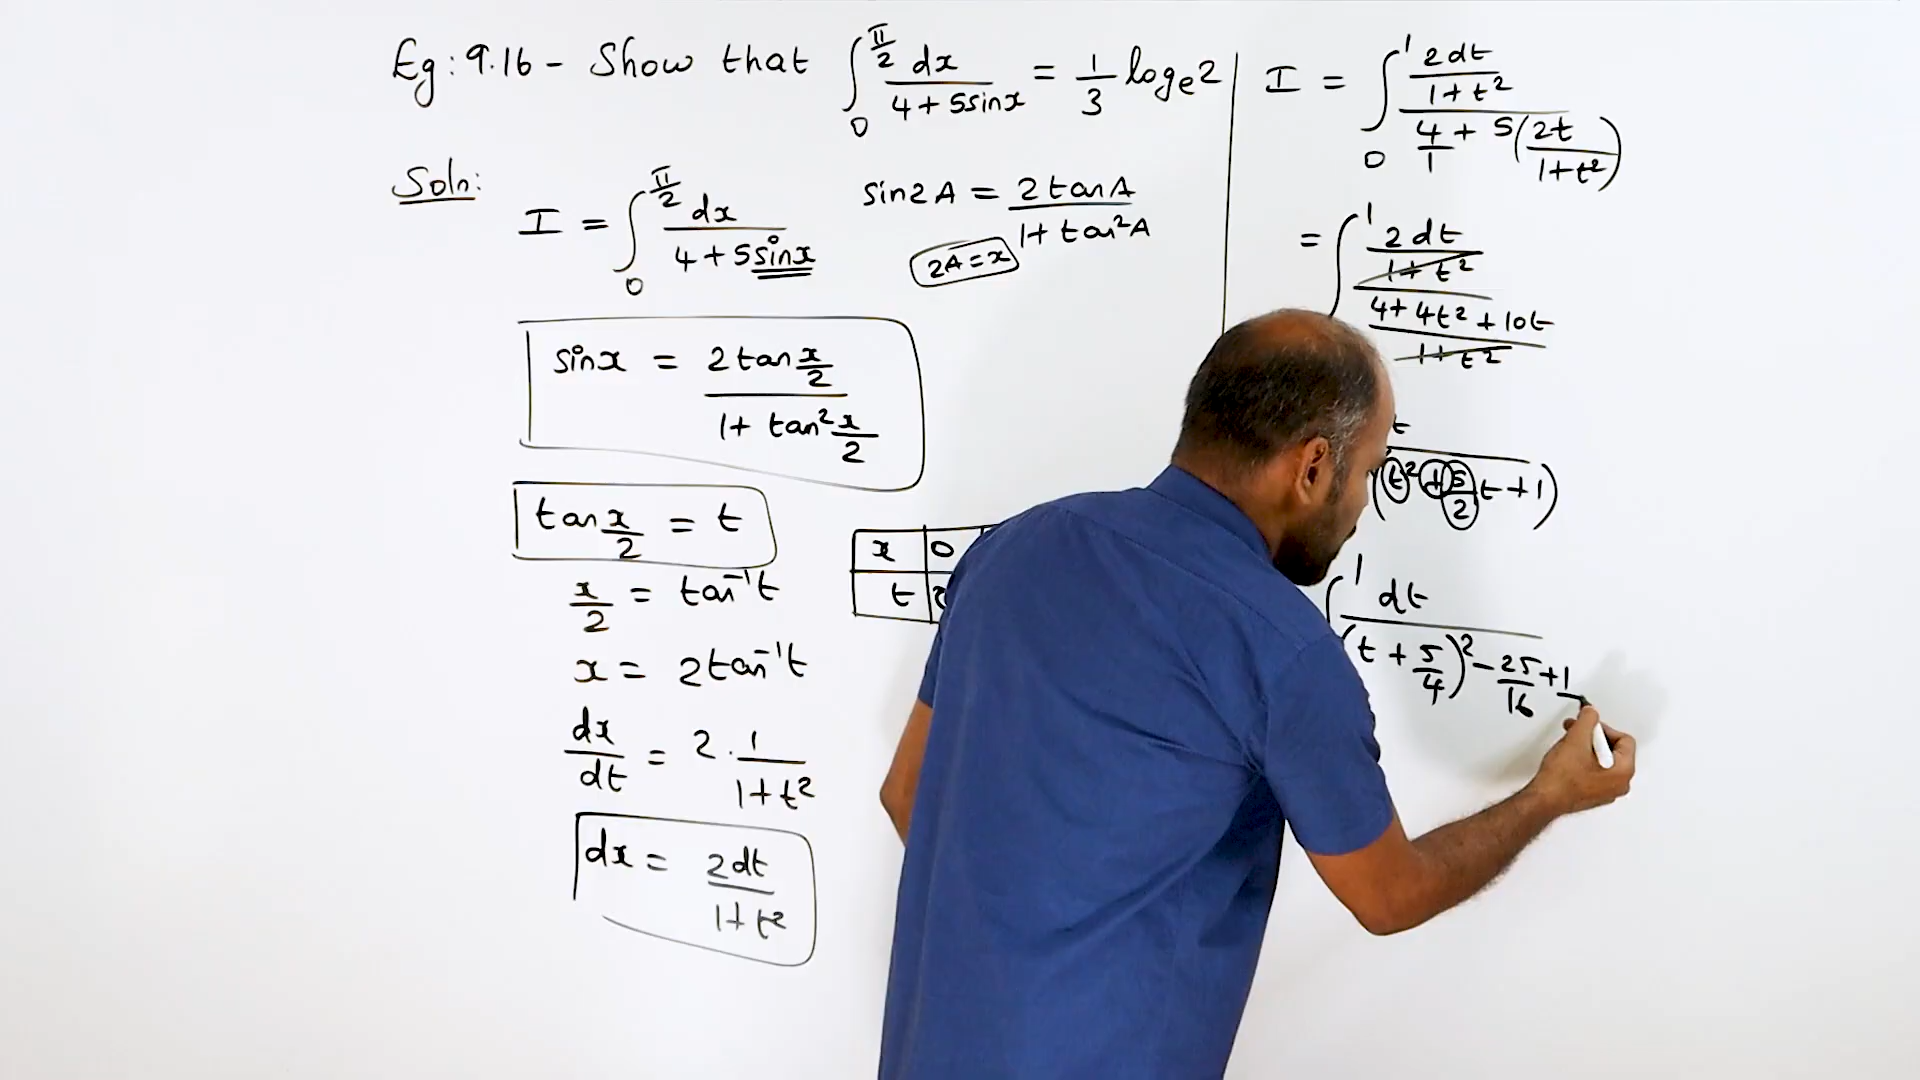 Eg: 9.16 - Show that ∫₀^(π/2) dx/(4 + 5sinx) = 1/3 logₑ2
Soln:
I = ∫₀^(π/2) dx/(4 + 5sinx)
sin2A = 2tanA/(1 + tan²A)
2A = x
sinx = 2tan(x/2)/(1 + tan²(x/2))
tan(x/2) = t
x/2 = tan⁻¹t
x = 2tan⁻¹t
dx/dt = 2 · 1/(1 + t²)
dx = 2dt/(1 + t²)
x 0
t
I = ∫₀¹ (2dt/(1 + t²))/(4/1 + 5(2t/(1 + t²)))
= ∫ ¹ (2dt/(1 + t²))/((4 + 4t² + 10t)/(1 + t²))
t/(t² + 5/2 t + 1)
∫ ¹ dt/((t + 5/4)² - 25/16 + 1